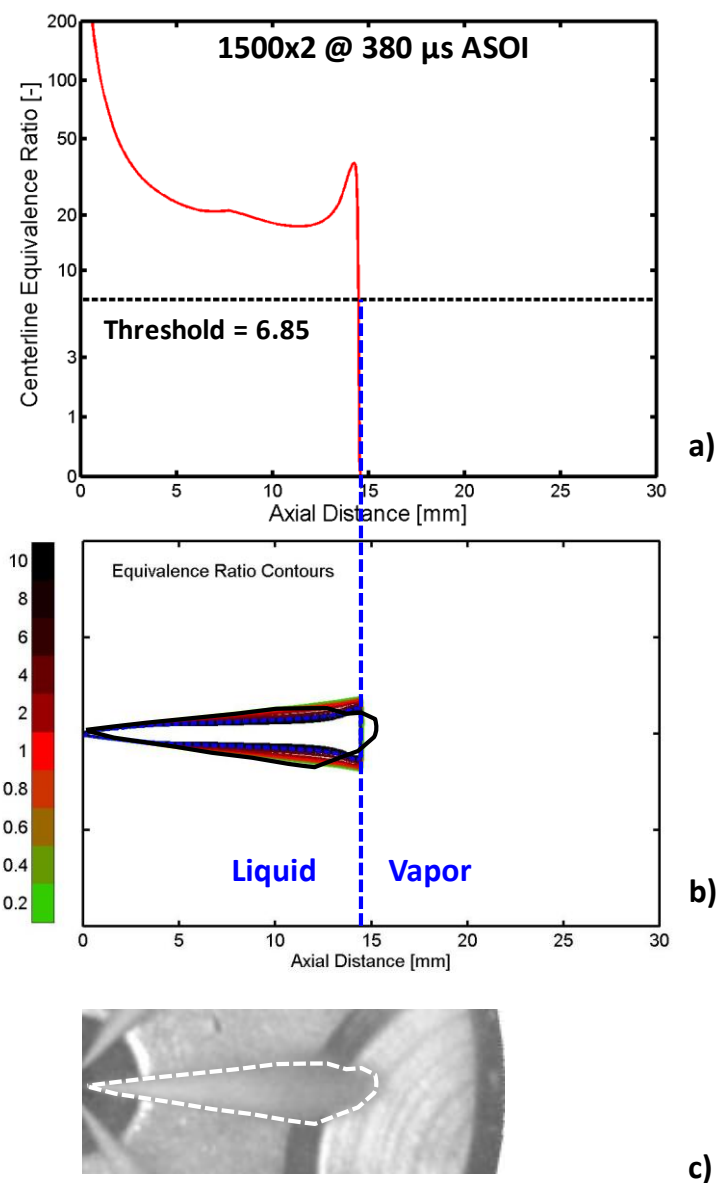 1500x2 @ 380 µs ASOI
Centerline Equivalence Ratio [-]
200
100
50
20
10
3
1
0
Threshold = 6.85
0 5 10 15 20 25 30
Axial Distance [mm]
a)
Equivalence Ratio Contours
10
8
6
4
2
1
0.8
0.6
0.4
0.2
Liquid Vapor
b)
0 5 10 15 20 25 30
Axial Distance [mm]
c)